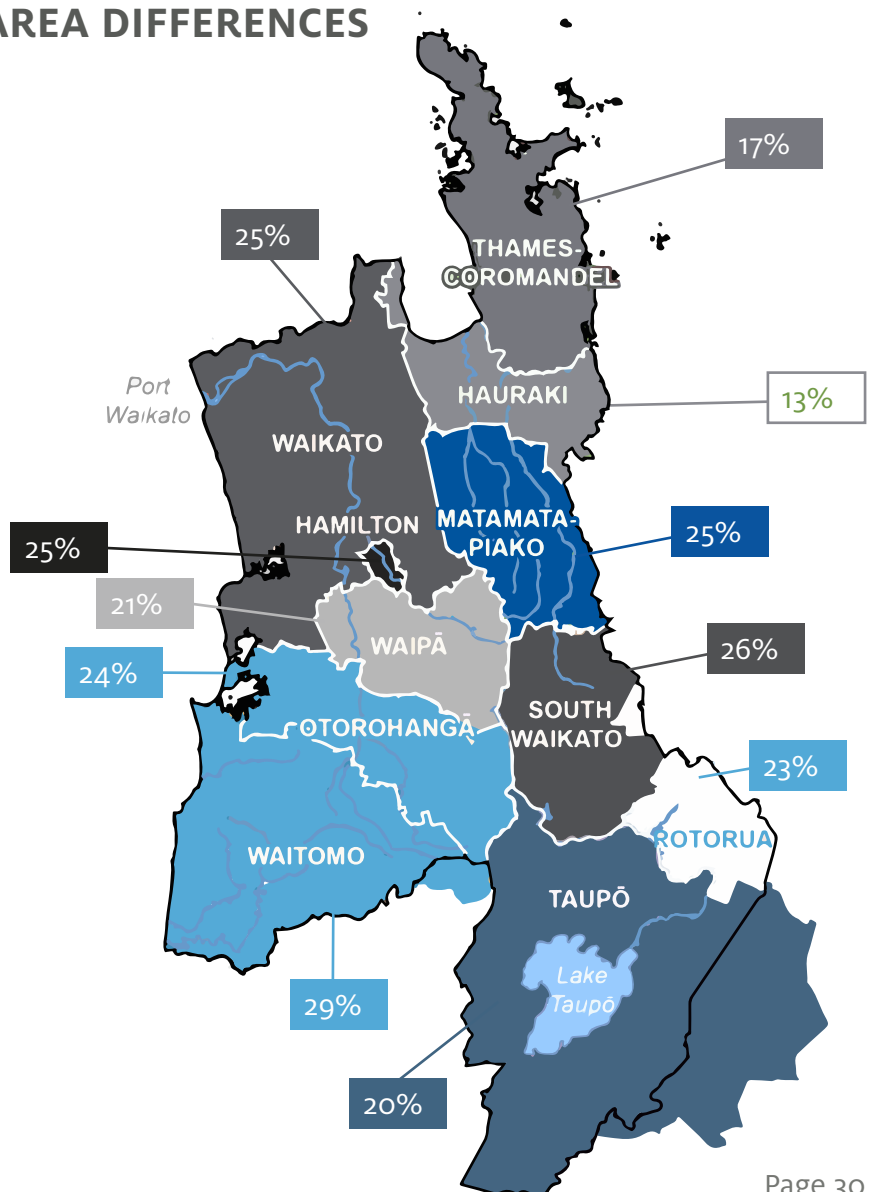 AREA DIFFERENCES
17%
25%
THAMES-
COROMANDEL
Port
Waikato
HAURAKI
13%
WAIKATO
HAMILTON
MATAMATA-
PIAKO
25%
25%
21%
WAIPĀ
24%
26%
OTOROHANGĀ
SOUTH
WAIKATO
23%
ROTORUA
WAITOMO
TAUPŌ
Lake
Taupō
29%
20%
Page 30